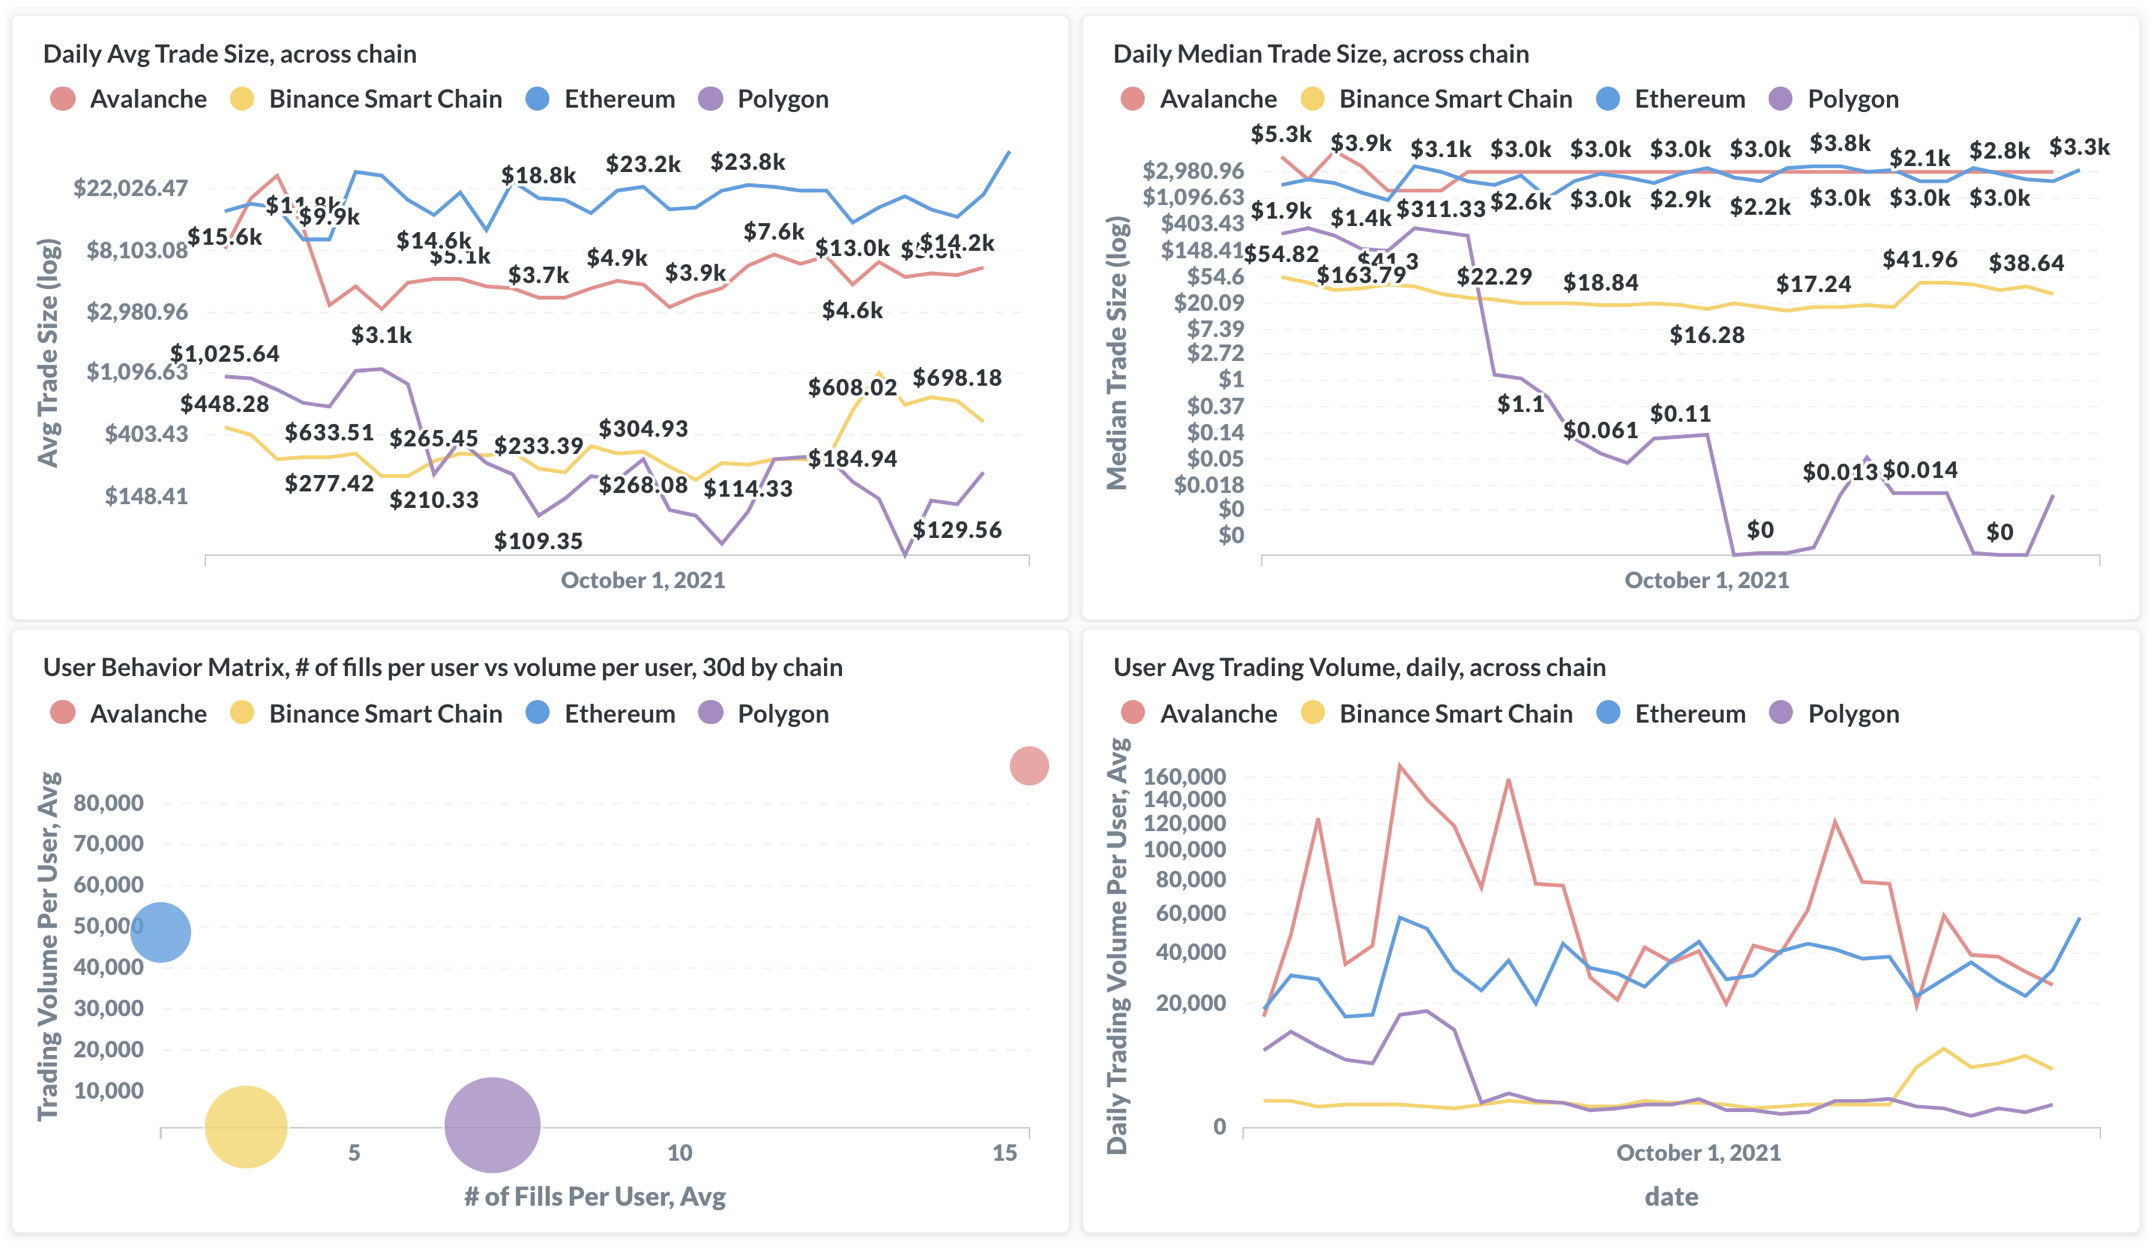 Daily Avg Trade Size, across chain
Avalanche Binance Smart Chain Ethereum Polygon
Avg Trade Size (log)
$22,026.47
$8,103.08
$2,980.96
$1,096.63
$403.43
$148.41
$15.6k
$9.9k
$14.6k
$18.8k
$23.2k
$23.8k
$7.6k
$13.0k
$14.2k
$5.1k
$3.7k
$4.9k
$3.9k
$4.6k
$3.1k
$1,025.64
$448.28
$633.51
$265.45
$233.39
$304.93
$608.02
$698.18
$277.42
$210.33
$268.08
$114.33
$184.94
$109.35
$129.56
October 1, 2021
Daily Median Trade Size, across chain
Avalanche Binance Smart Chain Ethereum Polygon
Median Trade Size (log)
$2,980.96
$1,096.63
$403.43
$148.41
$54.6
$20.09
$7.39
$2.72
$1
$0.37
$0.14
$0.05
$0.018
$0
$0
$5.3k
$3.9k
$3.1k
$3.0k
$3.0k
$3.0k
$3.0k
$3.8k
$2.1k
$2.8k
$3.3k
$1.9k
$1.4k
$311.33
$2.6k
$3.0k
$2.9k
$2.2k
$3.0k
$3.0k
$3.0k
$54.82
$163.79
$22.29
$18.84
$17.24
$41.96
$38.64
$16.28
$1.1
$0.061
$0.11
$0.013
$0.014
$0
$0
October 1, 2021
User Behavior Matrix, # of fills per user vs volume per user, 30d by chain
Avalanche Binance Smart Chain Ethereum Polygon
Trading Volume Per User, Avg
80,000
70,000
60,000
50,000
40,000
30,000
20,000
10,000
5 10 15
# of Fills Per User, Avg
User Avg Trading Volume, daily, across chain
Avalanche Binance Smart Chain Ethereum Polygon
Daily Trading Volume Per User, Avg
160,000
140,000
120,000
100,000
80,000
60,000
40,000
20,000
0
October 1, 2021
date